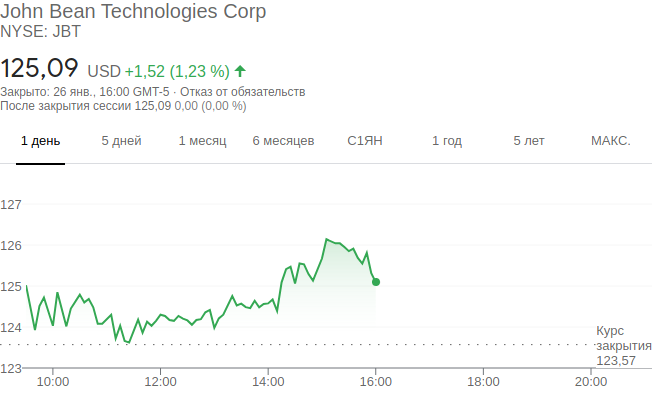 John Bean Technologies Corp
NYSE: JBT
125,09 USD +1,52 (1,23 %)
Закрыто: 26 янв., 16:00 GMT-5 · Отказ от обязательств
После закрытия сессии 125,09 0,00 (0,00 %)
1 день 5 дней 1 месяц 6 месяцев С1ЯН 1 год 5 лет МАКС.
127
126
125
124
Курс
закрытия
123,57
123
10:00 12:00 14:00 16:00 18:00 20:00